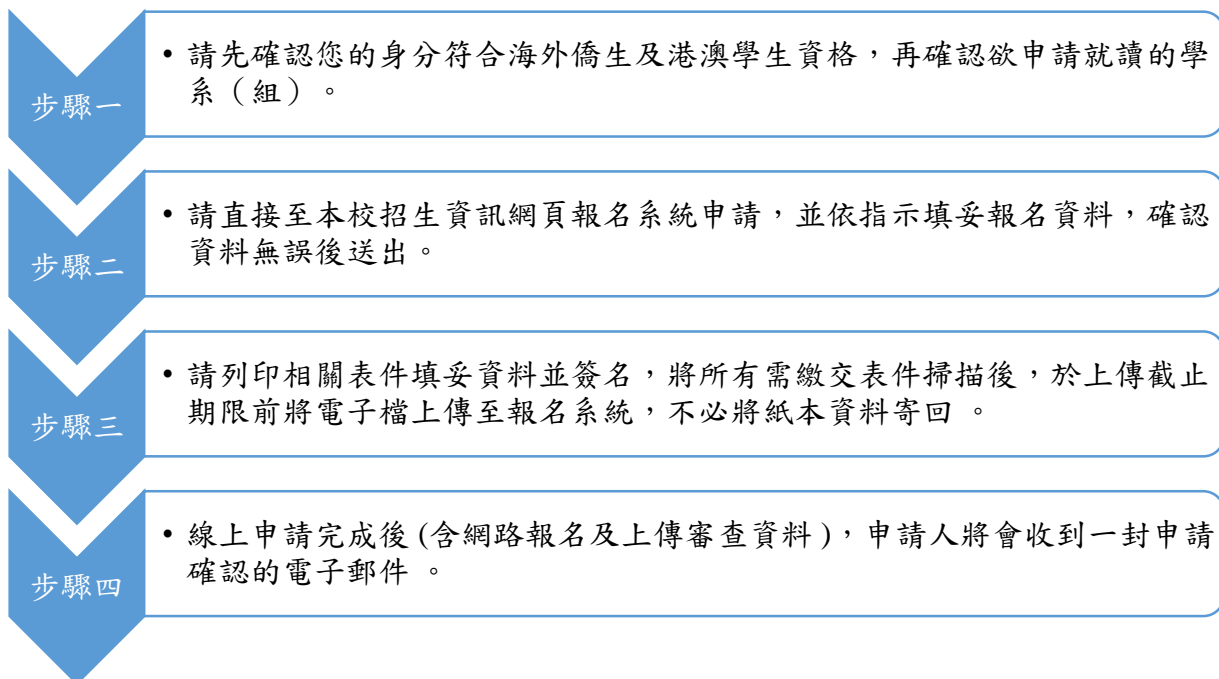 步驟一
• 請先確認您的身分符合海外僑生及港澳學生資格，再確認欲申請就讀的學
系（組）。
步驟二
• 請直接至本校招生資訊網頁報名系統申請，並依指示填妥報名資料，確認
資料無誤後送出。
步驟三
• 請列印相關表件填妥資料並簽名，將所有需繳交表件掃描後，於上傳截止
期限前將電子檔上傳至報名系統，不必將紙本資料寄回 。
步驟四
• 線上申請完成後 (含網路報名及上傳審查資料 )，申請人將會收到一封申請
確認的電子郵件 。